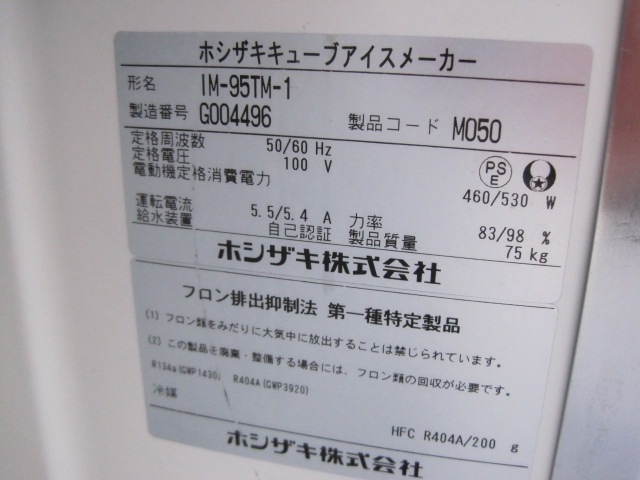 ホシザキキューブアイスメーカー
形名 IM-95TM-1
製造番号 G004496 製品コード M050
定格周波数 50/60 Hz
定格電圧 100 V
PS E
電動機定格消費電力 460/530 W
運転電流 5.5/5.4 A 力率 83/98 %
給水装置 自己認証 製品質量 75 kg
ホシザキ株式会社
フロン排出抑制法 第一種特定製品
(1) フロン類をみだりに大気中に放出することは禁じられています。
(2) この製品を廃棄・整備する場合には、フロン類の回収が必要です。
R134a(GWP1430) R404A(GWP3920)
冷媒 HFC R404A/200 g
ホシザキ株式会社